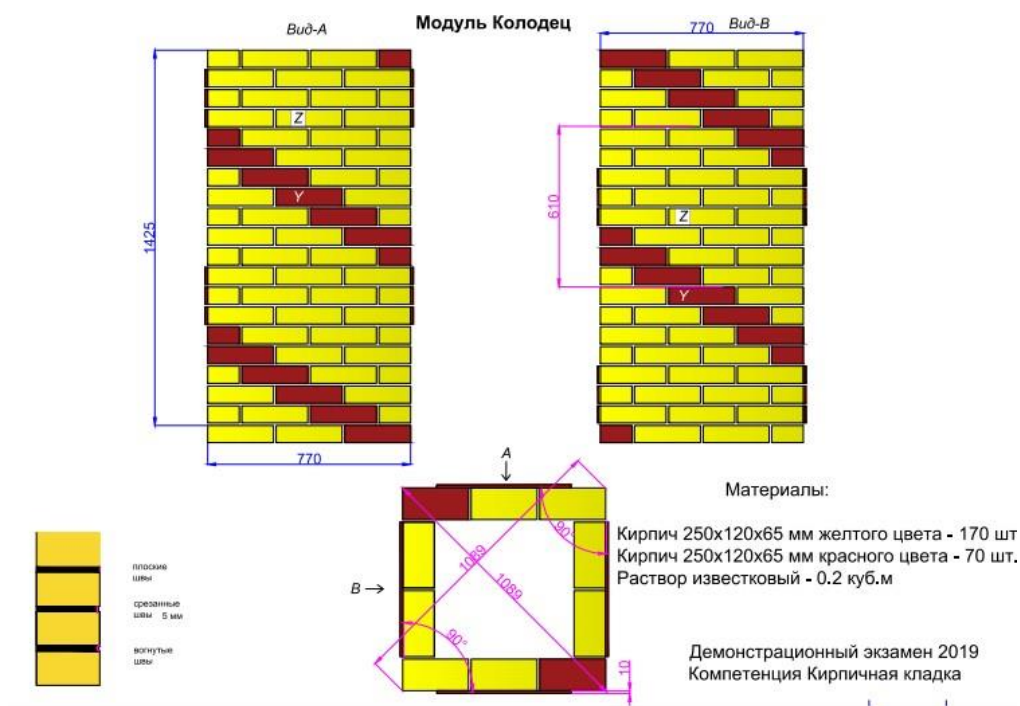 Модуль Колодец
Вид-А
Вид-В
770
Z
Y
1425
610
Z
Y
770
А
В
1089
1089
90°
90°
10
плоские
швы
срезанные
швы 5 мм
вогнутые
швы
Материалы:
Кирпич 250х120х65 мм желтого цвета - 170 шт
Кирпич 250х120х65 мм красного цвета - 70 шт.
Раствор известковый - 0.2 куб.м
Демонстрационный экзамен 2019
Компетенция Кирпичная кладка